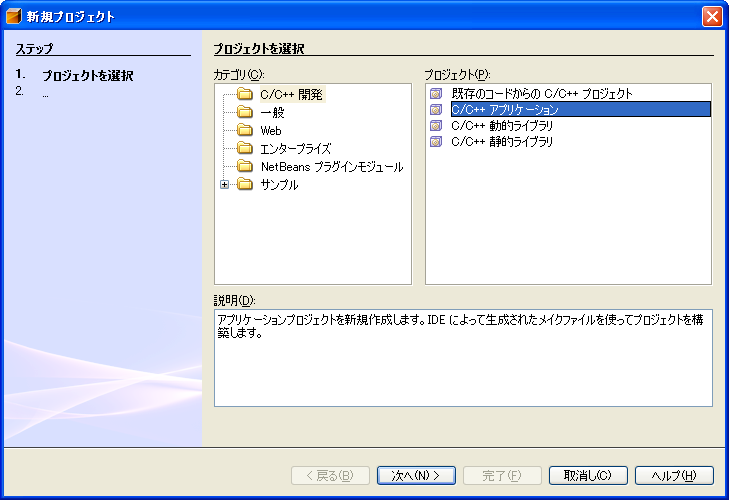 新規プロジェクト
ステップ
1. プロジェクトを選択
2. ...
プロジェクトを選択
カテゴリ(C):
C/C++ 開発
一般
Web
エンタープライズ
NetBeans プラグインモジュール
サンプル
プロジェクト(P):
既存のコードからの C/C++ プロジェクト
C/C++ アプリケーション
C/C++ 動的ライブラリ
C/C++ 静的ライブラリ
説明(D):
アプリケーションプロジェクトを新規作成します。IDE によって生成されたメイクファイルを使ってプロジェクトを構
築します。
< 戻る(B)
次へ(N) >
完了(F)
取消し(C)
ヘルプ(H)